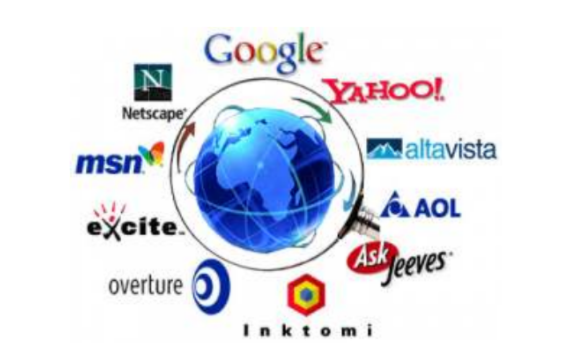 Google
YAHOO!
altavista
AOL
Ask
Jeeves
Inktomi
overture
excite
msn
N
Netscape